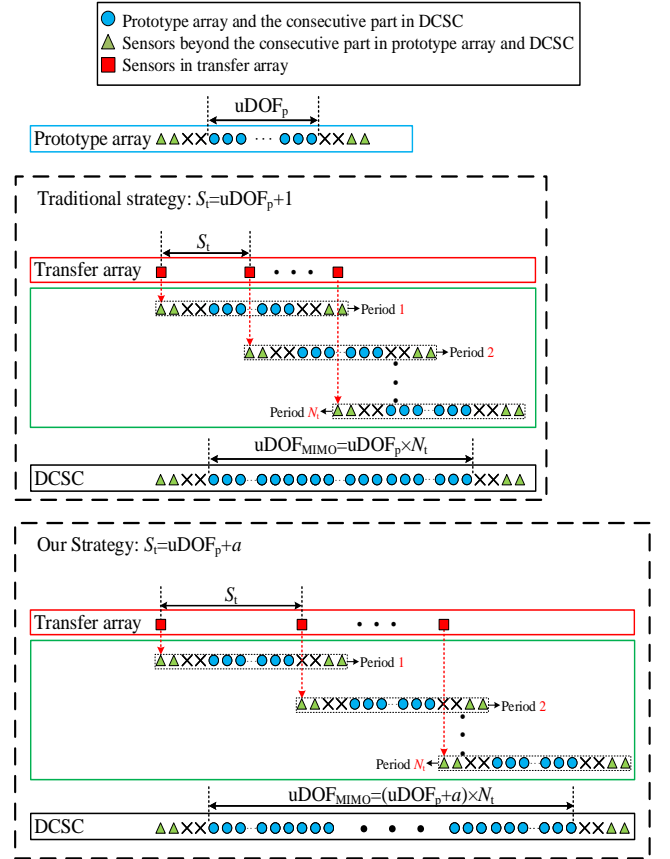 Prototype array and the consecutive part in DCSC
Sensors beyond the consecutive part in prototype array and DCSC
Sensors in transfer array
uDOFₚ
Prototype array
Traditional strategy: Sₜ=uDOFₚ+1
Sₜ
Transfer array
Period 1
Period 2
Period Nₜ
uDOF_MIMO=uDOFₚ×Nₜ
DCSC
Our Strategy: Sₜ=uDOFₚ+a
Sₜ
Transfer array
Period 1
Period 2
Period Nₜ
uDOF_MIMO=(uDOFₚ+a)×Nₜ
DCSC